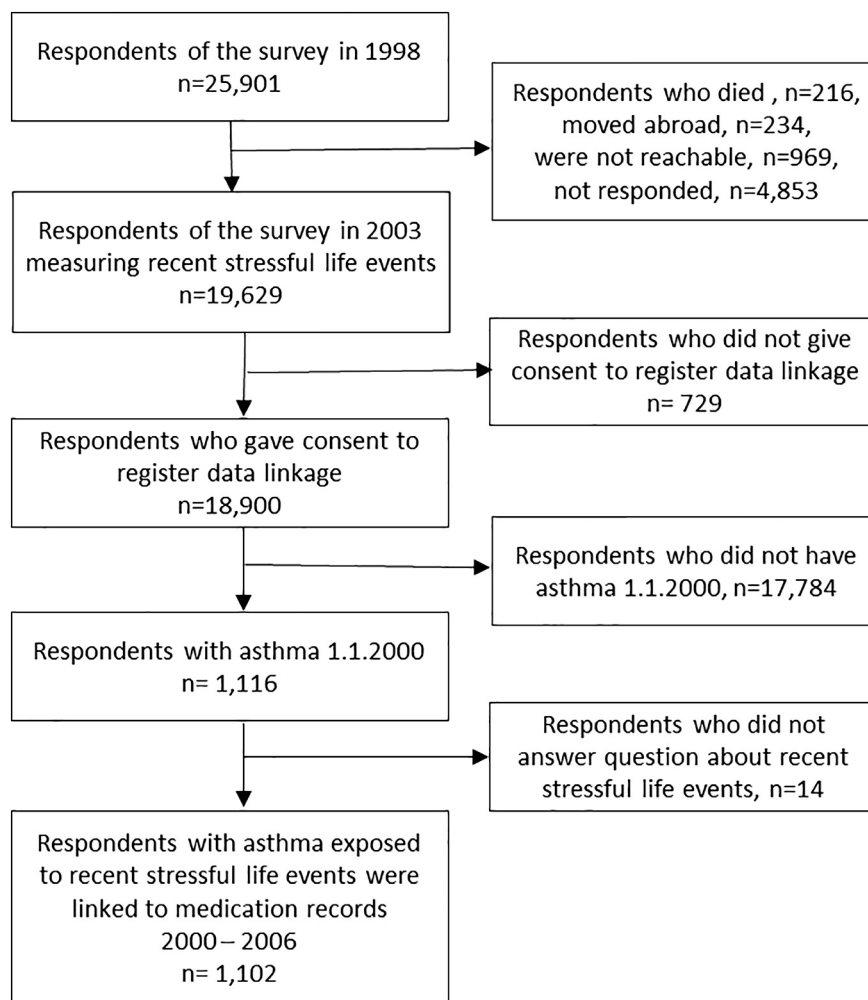 Respondents of the survey in 1998
n=25,901
Respondents who died , n=216,
moved abroad, n=234,
were not reachable, n=969,
not responded, n=4,853
Respondents of the survey in 2003
measuring recent stressful life events
n=19,629
Respondents who did not give
consent to register data linkage
n= 729
Respondents who gave consent to
register data linkage
n=18,900
Respondents who did not have
asthma 1.1.2000, n=17,784
Respondents with asthma 1.1.2000
n= 1,116
Respondents who did not
answer question about recent
stressful life events, n=14
Respondents with asthma exposed
to recent stressful life events were
linked to medication records
2000 – 2006
n= 1,102